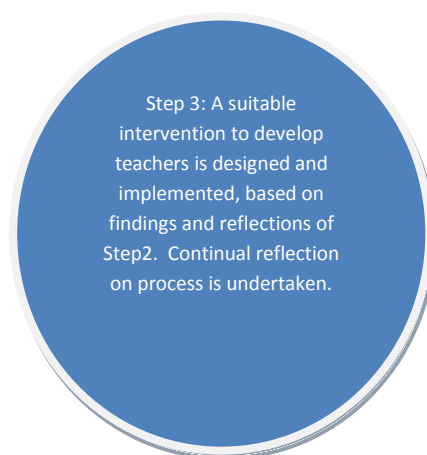 Step 3: A suitable
intervention to develop
teachers is designed and
implemented, based on
findings and reflections of
Step2.  Continual reflection
on process is undertaken.